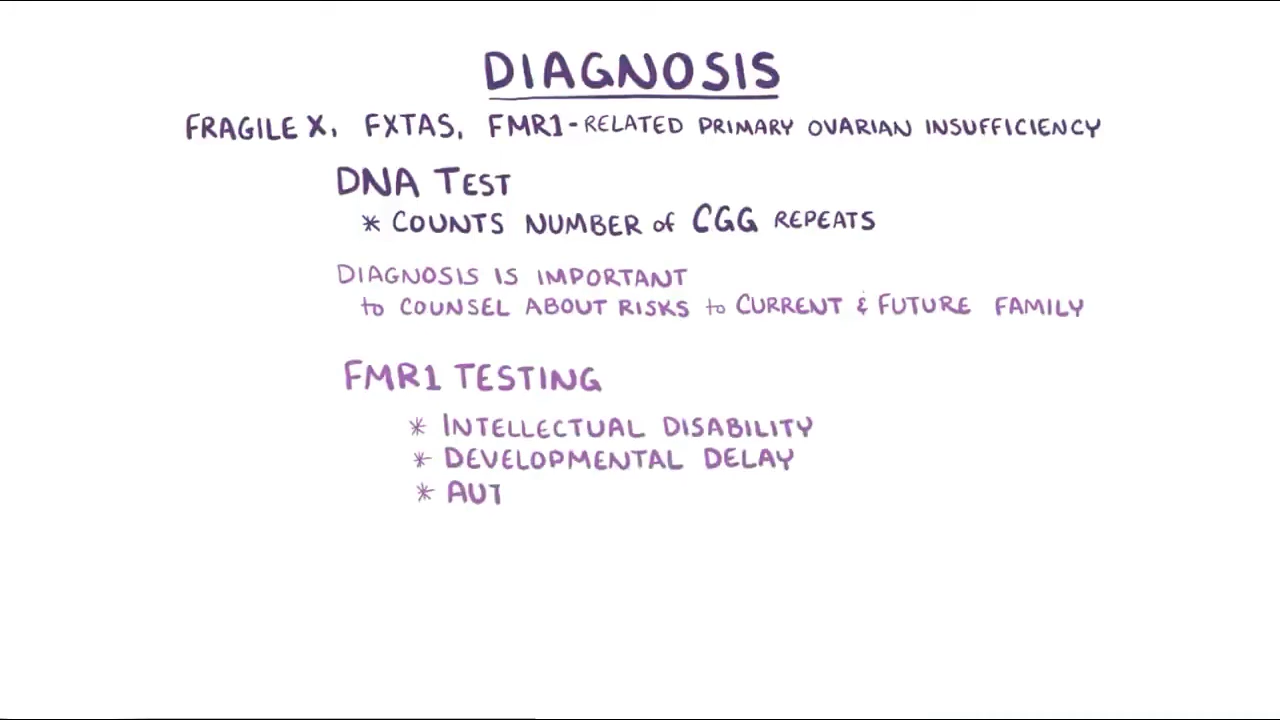 DIAGNOSIS
FRAGILE X, FXTAS, FMR1-RELATED PRIMARY OVARIAN INSUFFICIENCY
DNA TEST
* COUNTS NUMBER of CGG REPEATS
DIAGNOSIS IS IMPORTANT
to COUNSEL ABOUT RISKS to CURRENT & FUTURE FAMILY
FMR1 TESTING
* INTELLECTUAL DISABILITY
* DEVELOPMENTAL DELAY
* AUT